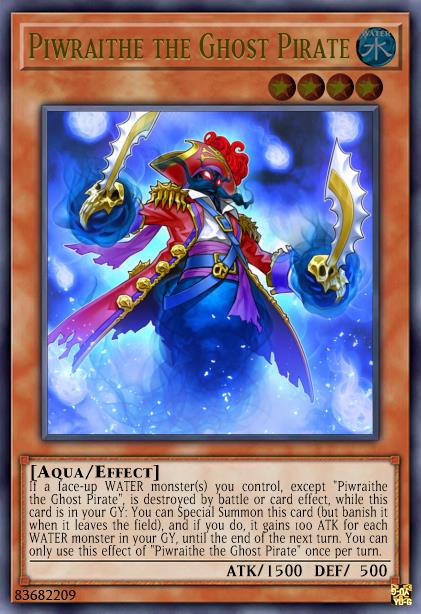 Piwraithe the Ghost Pirate
WATER
水
[Aqua/Effect]
If a face-up WATER monster(s) you control, except "Piwraithe
the Ghost Pirate", is destroyed by battle or card effect, while this
card is in your GY: You can Special Summon this card (but banish it
when it leaves the field), and if you do, it gains 100 ATK for each
WATER monster in your GY, until the end of the next turn. You can
only use this effect of "Piwraithe the Ghost Pirate" once per turn.
ATK/1500 DEF/ 500
83682209